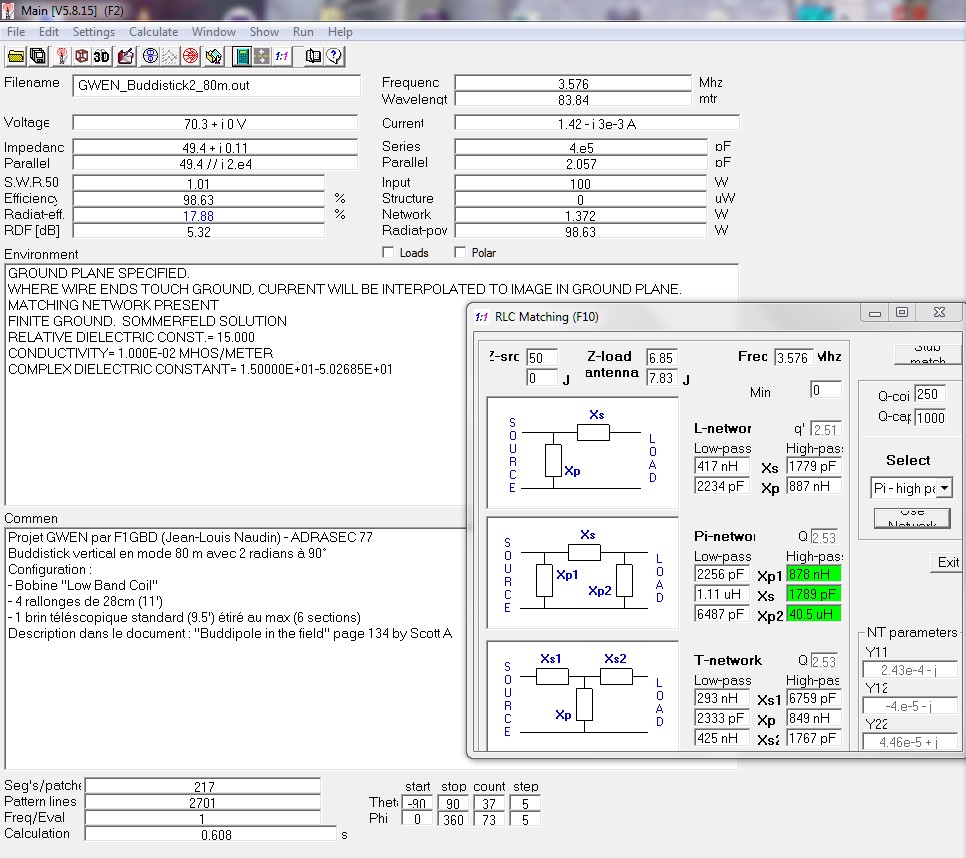 Main [V5.8.15] (F2)
File Edit Settings Calculate Window Show Run Help
3D 1:1
Filename GWEN_Buddistick2_80m.out
Frequenc 3.576 Mhz
Wavelengt 83.84 mtr
Voltage 70.3 + i 0 V
Current 1.42 - i 3e-3 A
Impedanc 49.4 + i 0.11
Series 4.e5 pF
Parallel 49.4 // i 2.e4
Parallel 2.057 pF
S.W.R.50 1.01
Input 100 W
Efficiency 98.63 %
Structure 0 uW
Radiat-eff. 17.88 %
Network 1.372 W
RDF [dB] 5.32
Radiat-pov 98.63 W
Loads Polar
Environment
GROUND PLANE SPECIFIED.
WHERE WIRE ENDS TOUCH GROUND, CURRENT WILL BE INTERPOLATED TO IMAGE IN GROUND PLANE.
MATCHING NETWORK PRESENT
FINITE GROUND. SOMMERFELD SOLUTION
RELATIVE DIELECTRIC CONST.= 15.000
CONDUCTIVITY= 1.000E-02 MHOS/METER
COMPLEX DIELECTRIC CONSTANT= 1.50000E+01-5.02685E+01
Commen
Projet GWEN par F1GBD (Jean-Louis Naudin) - ADRASEC 77
Buddistick vertical en mode 80 m avec 2 radians à 90°
Configuration :
- Bobine "Low Band Coil"
- 4 rallonges de 28cm (11')
- 1 brin téléscopique standard (9.5') étiré au max (6 sections)
Description dans le document : "Buddipole in the field" page 134 by Scott A
Seg's/patche 217
Pattern lines 2701
Freq/Eval 1
Calculation 0.608 s
start stop count step
Thet -90 90 37 5
Phi 0 360 73 5
1:1 RLC Matching (F10)
Z-src 50
0 J
Z-load 6.85
antenna 7.83 J
Frec 3.576 Mhz
Min 0
Stub
match
Q-coi 250
Q-cap 1000
Select
Pi - high pa
Use
Network
Exit
SOURCE Xs Xp LOAD
L-networ q' 2.51
Low-pass High-pass
417 nH Xs 1779 pF
2234 pF Xp 887 nH
SOURCE Xs Xp1 Xp2 LOAD
Pi-networ Q 2.53
Low-pass High-pass
2256 pF Xp1 878 nH
1.11 uH Xs 1789 pF
6487 pF Xp2 40.5 uH
SOURCE Xs1 Xs2 Xp LOAD
T-network Q 2.53
Low-pass High-pas
293 nH Xs1 6759 pF
2333 pF Xp 849 nH
425 nH Xs2 1767 pF
NT parameters
Y11
2.43e-4 - j
Y12
-4.e-5 - j
Y22
4.46e-5 + j